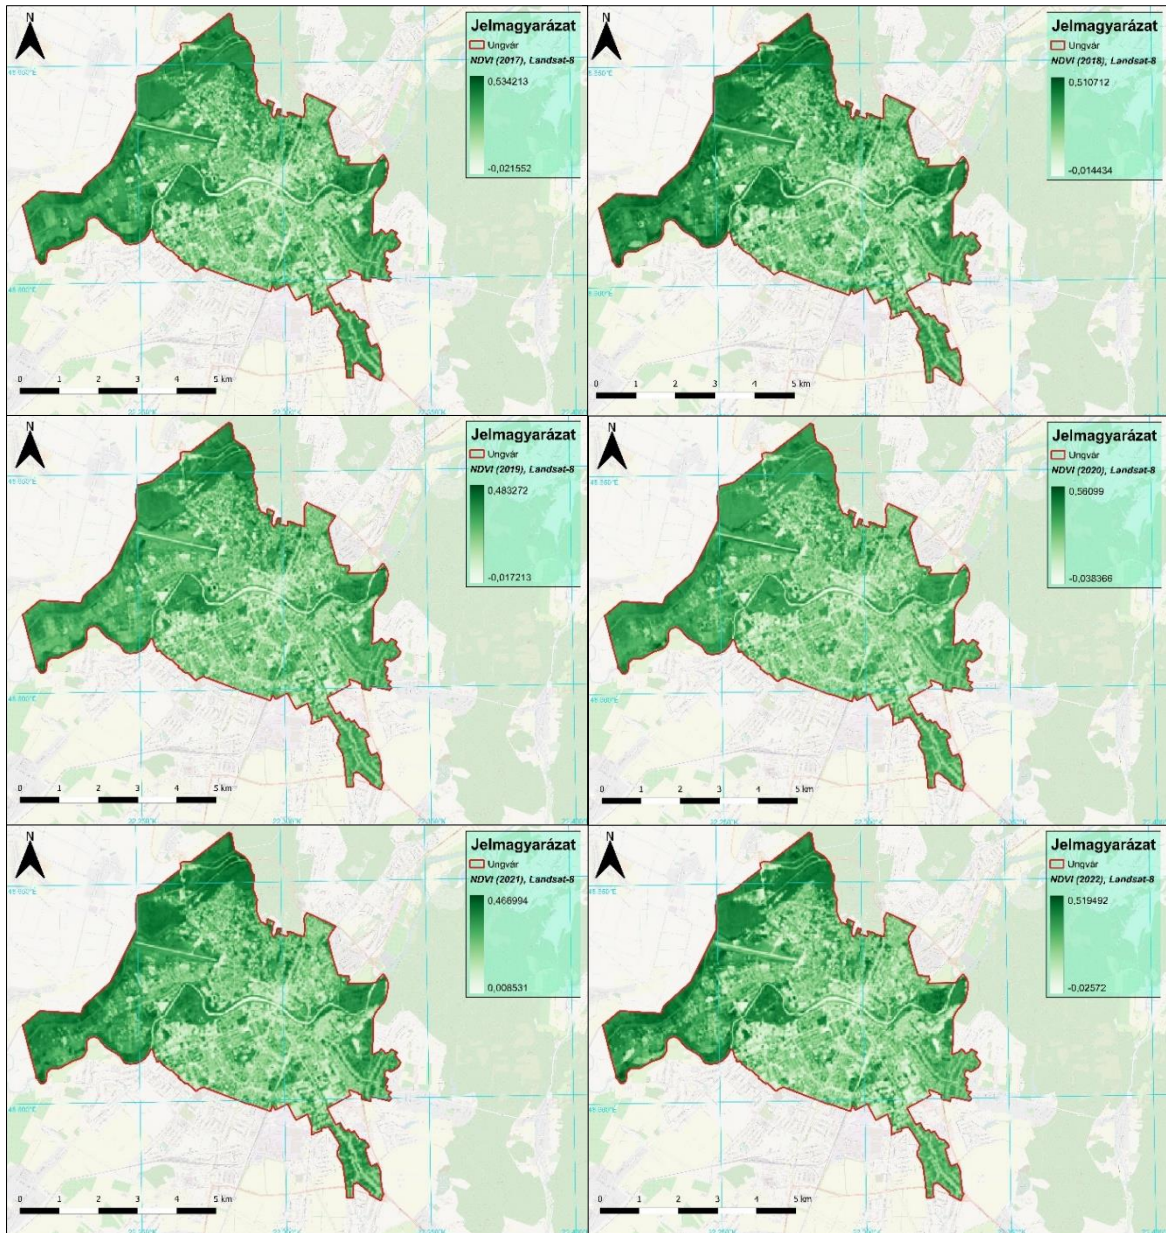 N
Jelmagyarázat
Ungvár
NDVI (2017), Landsat-8
0,534213
-0,021552
0 1 2 3 4 5 km
N
Jelmagyarázat
Ungvár
NDVI (2018), Landsat-8
0,510712
-0,014434
0 1 2 3 4 5 km
N
Jelmagyarázat
Ungvár
NDVI (2019), Landsat-8
0,483272
-0,017213
0 1 2 3 4 5 km
N
Jelmagyarázat
Ungvár
NDVI (2020), Landsat-8
0,56099
-0,038366
0 1 2 3 4 5 km
N
Jelmagyarázat
Ungvár
NDVI (2021), Landsat-8
0,466994
0,008531
0 1 2 3 4 5 km
N
Jelmagyarázat
Ungvár
NDVI (2022), Landsat-8
0,519492
-0,02572
0 1 2 3 4 5 km